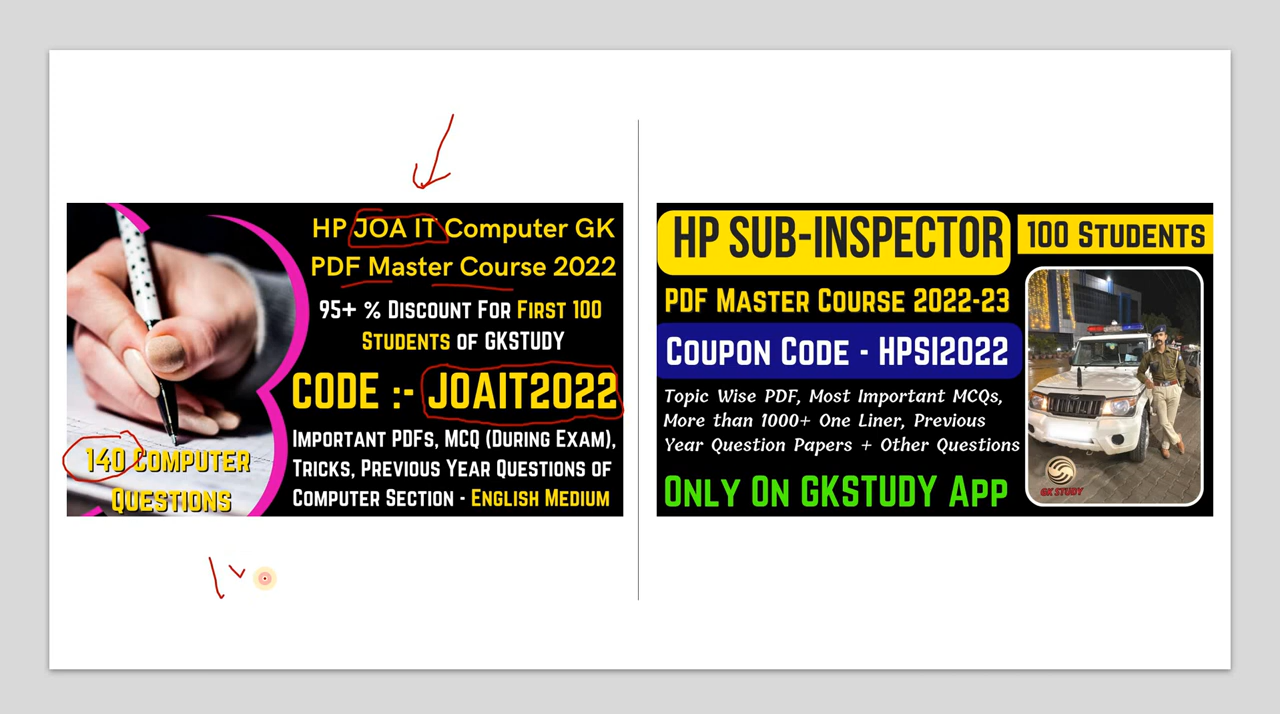 HP JOA IT Computer GK
PDF Master Course 2022
95+ % Discount For First 100
Students of GKSTUDY
CODE :- JOAIT2022
Important PDFs, MCQ (During Exam),
Tricks, Previous Year Questions of
Computer Section - English Medium
140 Computer
Questions
HP SUB-INSPECTOR
100 Students
PDF Master Course 2022-23
Coupon Code - HPSI2022
Topic Wise PDF, Most Important MCQs,
More than 1000+ One Liner, Previous
Year Question Papers + Other Questions
Only On GKSTUDY App
GK STUDY